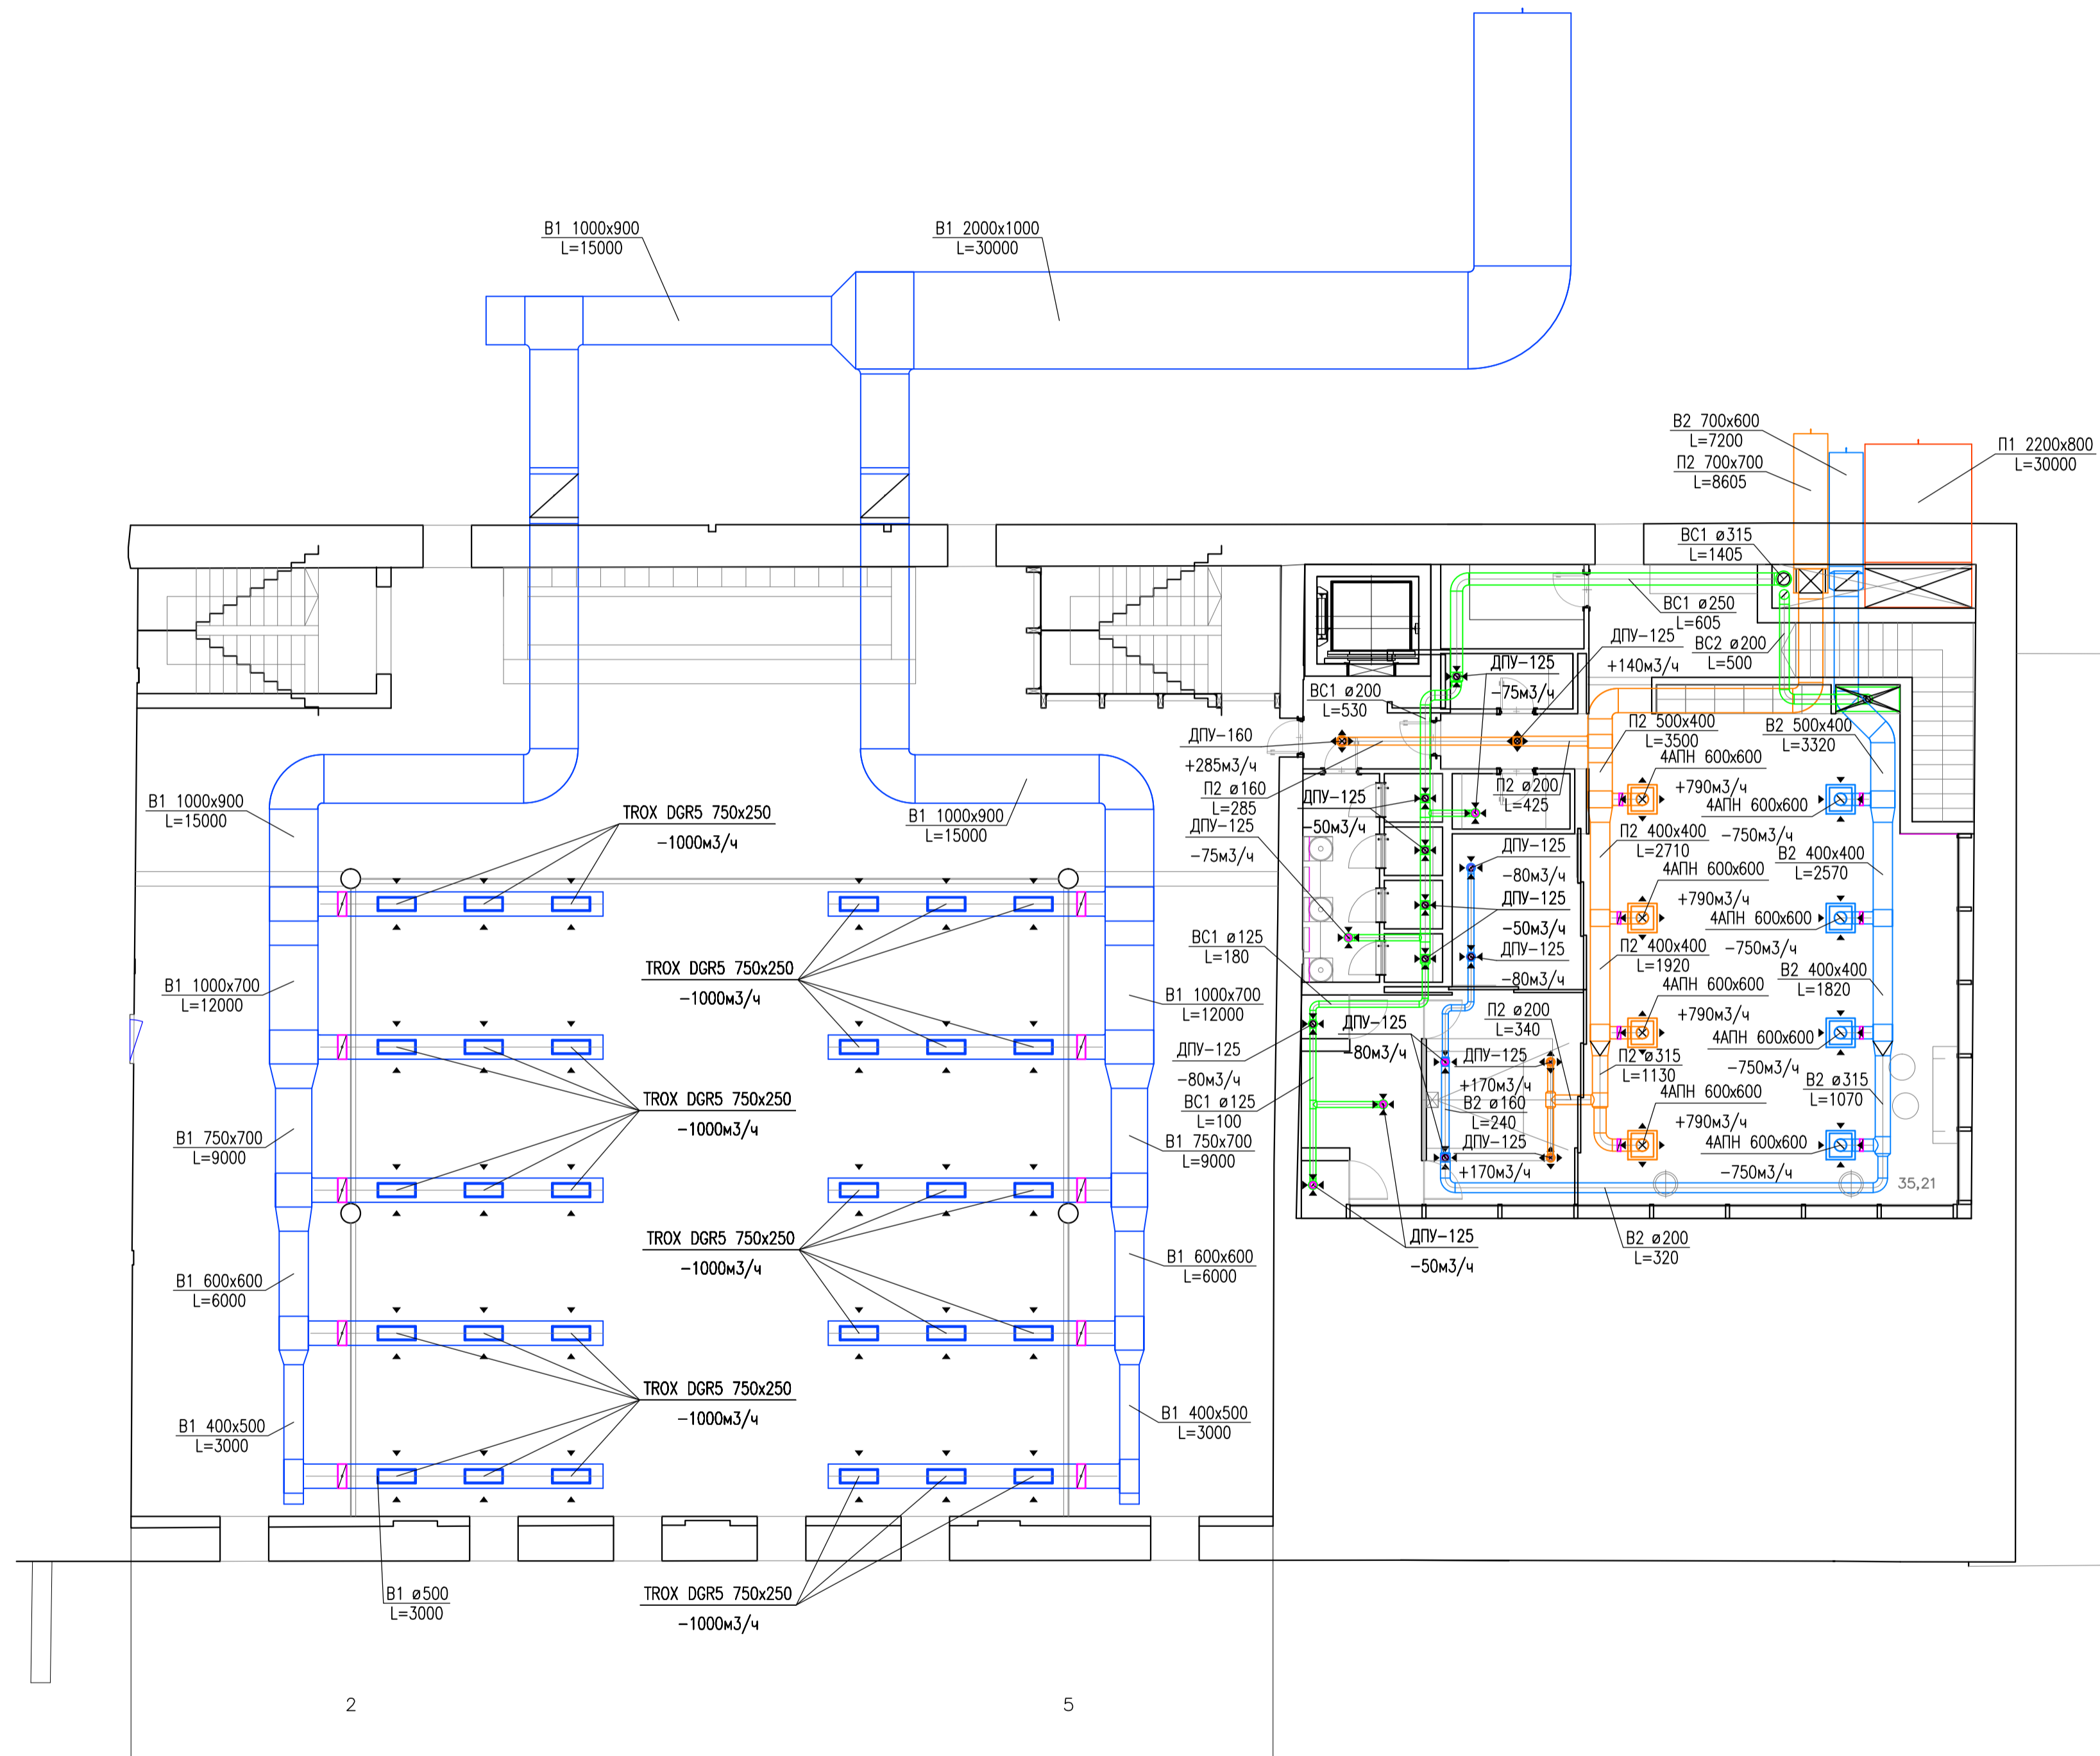 В1 1000х900
L=15000
В1 2000х1000
L=30000
В2 700х600
L=7200
П2 700х700
L=8605
П1 2200х800
L=30000
ВС1 ø315
L=1405
ВС1 ø250
L=605
ДПУ-125
+140м3/ч
ВС2 ø200
L=500
ДПУ-125
-75м3/ч
ВС1 ø200
L=530
ДПУ-160
+285м3/ч
П2 ø160
L=285
П2 500х400
L=3500
В2 500х400
L=3320
4АПН 600х600
+790м3/ч
П2 ø200
L=425
4АПН 600х600
-750м3/ч
ДПУ-125
-50м3/ч
ДПУ-125
-75м3/ч
В1 1000х900
L=15000
TROX DGR5 750x250
-1000м3/ч
В1 1000х900
L=15000
П2 400х400
L=2710
В2 400х400
L=2570
ДПУ-125
-80м3/ч
4АПН 600х600
+790м3/ч
4АПН 600х600
-750м3/ч
ДПУ-125
-50м3/ч
ДПУ-125
-80м3/ч
ВС1 ø125
L=180
П2 400х400
L=1920
В2 400х400
L=1820
TROX DGR5 750x250
-1000м3/ч
В1 1000х700
L=12000
В1 1000х700
L=12000
4АПН 600х600
+790м3/ч
4АПН 600х600
-750м3/ч
П2 ø200
L=340
ДПУ-125
-80м3/ч
ДПУ-125
-80м3/ч
ДПУ-125
+170м3/ч
П2 ø315
L=1130
В2 ø315
L=1070
4АПН 600х600
+790м3/ч
4АПН 600х600
-750м3/ч
ВС1 ø125
L=100
В2 ø160
L=240
ДПУ-125
+170м3/ч
TROX DGR5 750x250
-1000м3/ч
В1 750х700
L=9000
В1 750х700
L=9000
35,21
ДПУ-125
-50м3/ч
В2 ø200
L=320
TROX DGR5 750x250
-1000м3/ч
В1 600х600
L=6000
В1 600х600
L=6000
TROX DGR5 750x250
-1000м3/ч
В1 400х500
L=3000
В1 400х500
L=3000
В1 ø500
L=3000
TROX DGR5 750x250
-1000м3/ч
2
5